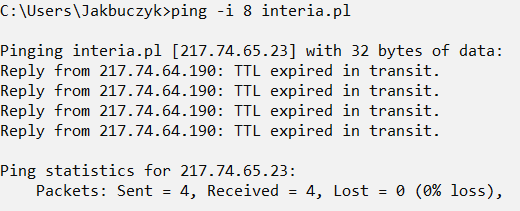 C:\Users\Jakbuczyk>ping -i 8 interia.pl
Pinging interia.pl [217.74.65.23] with 32 bytes of data:
Reply from 217.74.64.190: TTL expired in transit.
Reply from 217.74.64.190: TTL expired in transit.
Reply from 217.74.64.190: TTL expired in transit.
Reply from 217.74.64.190: TTL expired in transit.
Ping statistics for 217.74.65.23:
Packets: Sent = 4, Received = 4, Lost = 0 (0% loss),